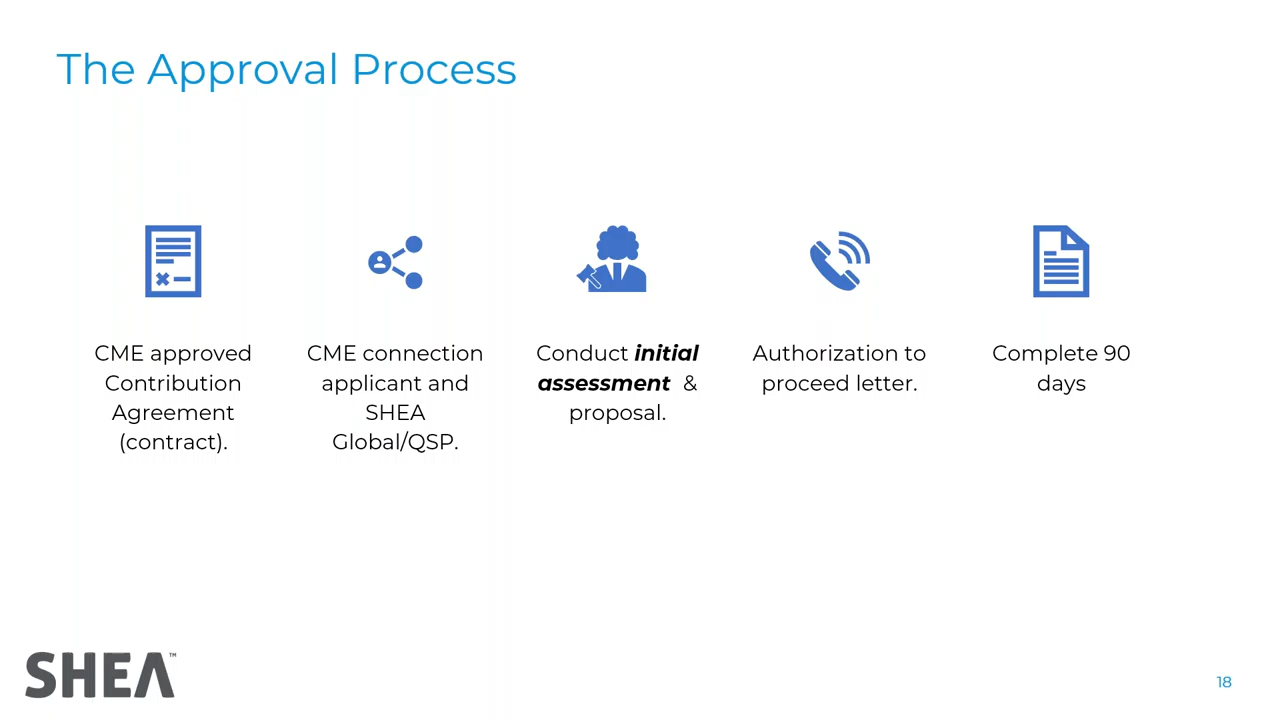 The Approval Process
CME approved
Contribution
Agreement
(contract).
CME connection
applicant and
SHEA
Global/QSP.
Conduct initial
assessment &
proposal.
Authorization to
proceed letter.
Complete 90
days
SHEA™
18